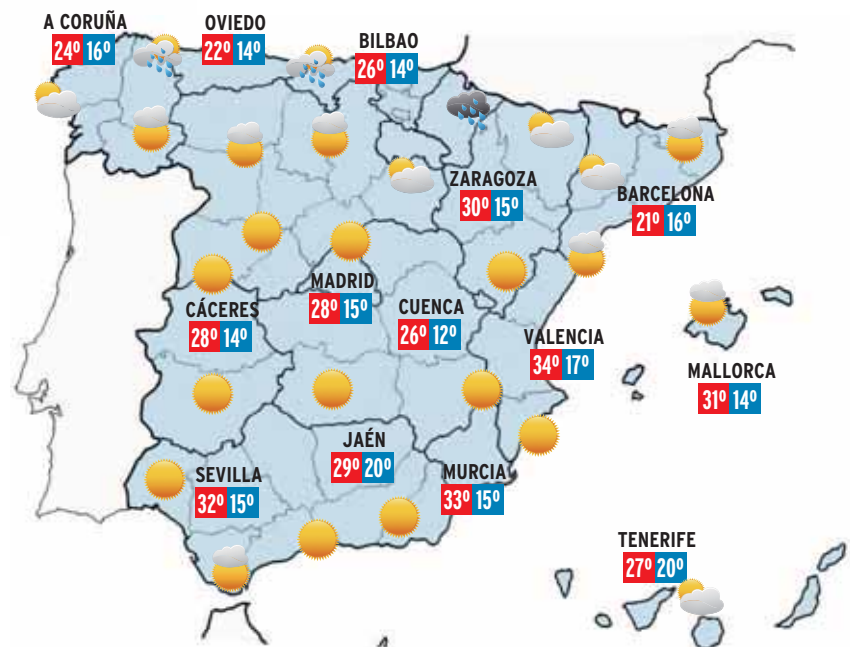 A CORUÑA
24º 16º
OVIEDO
22º 14º
BILBAO
26º 14º
ZARAGOZA
30º 15º
BARCELONA
21º 16º
MADRID
28º 15º
CÁCERES
28º 14º
CUENCA
26º 12º
VALENCIA
34º 17º
MALLORCA
31º 14º
JAÉN
29º 20º
SEVILLA
32º 15º
MURCIA
33º 15º
TENERIFE
27º 20º